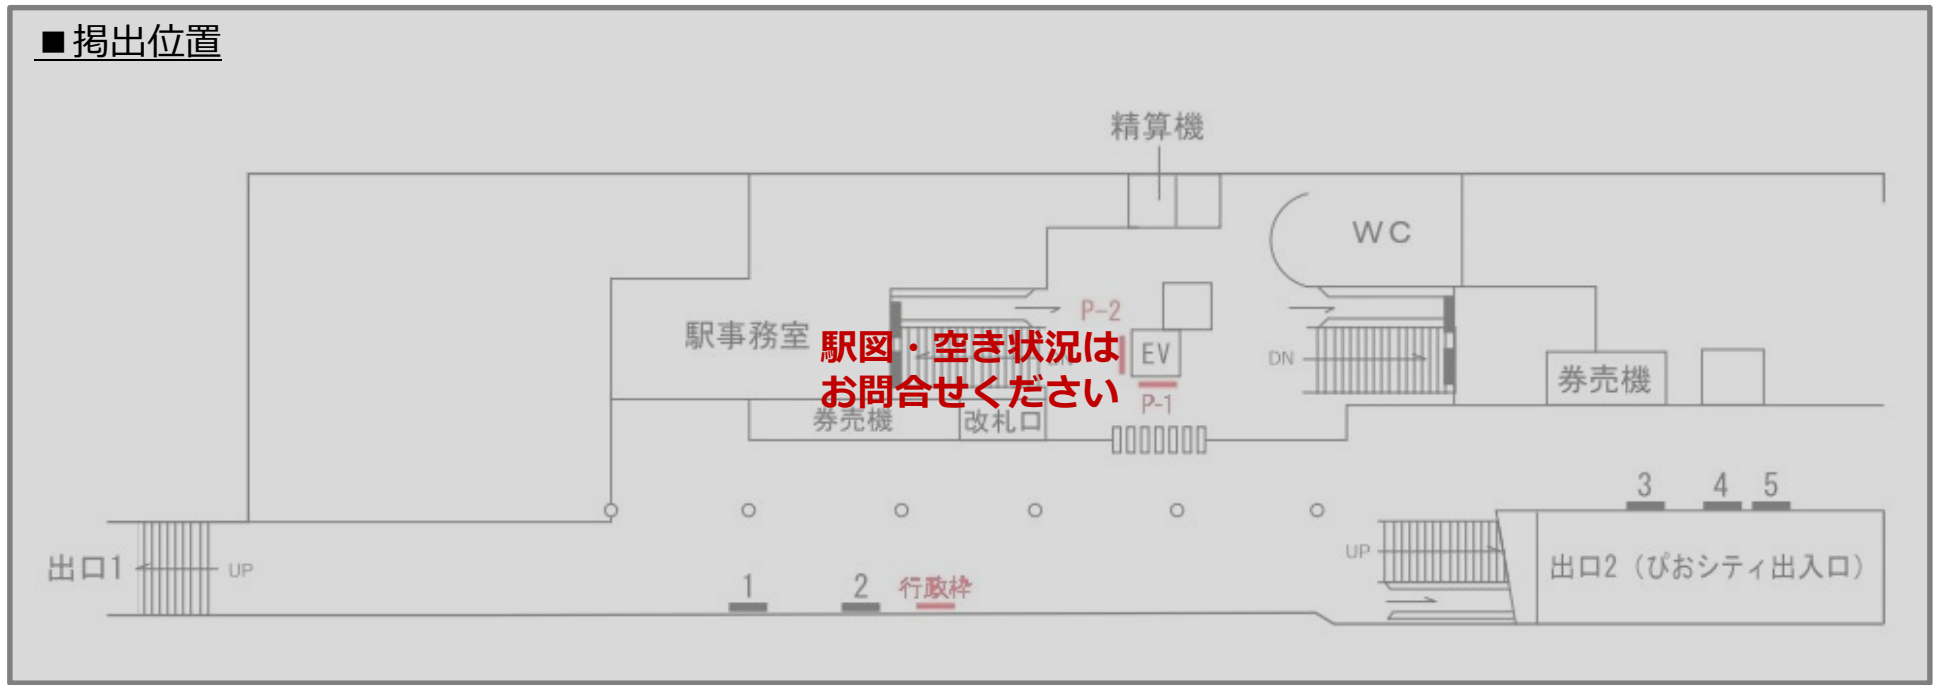 ■掲出位置
精算機
WC
P-2
駅事務室
駅図・空き状況は
お問合せください
EV
DN
券売機
P-1
券売機
改札口
3
4
5
出口1
UP
UP
出口2（ぴおシティ出入口）
1
2
行政枠